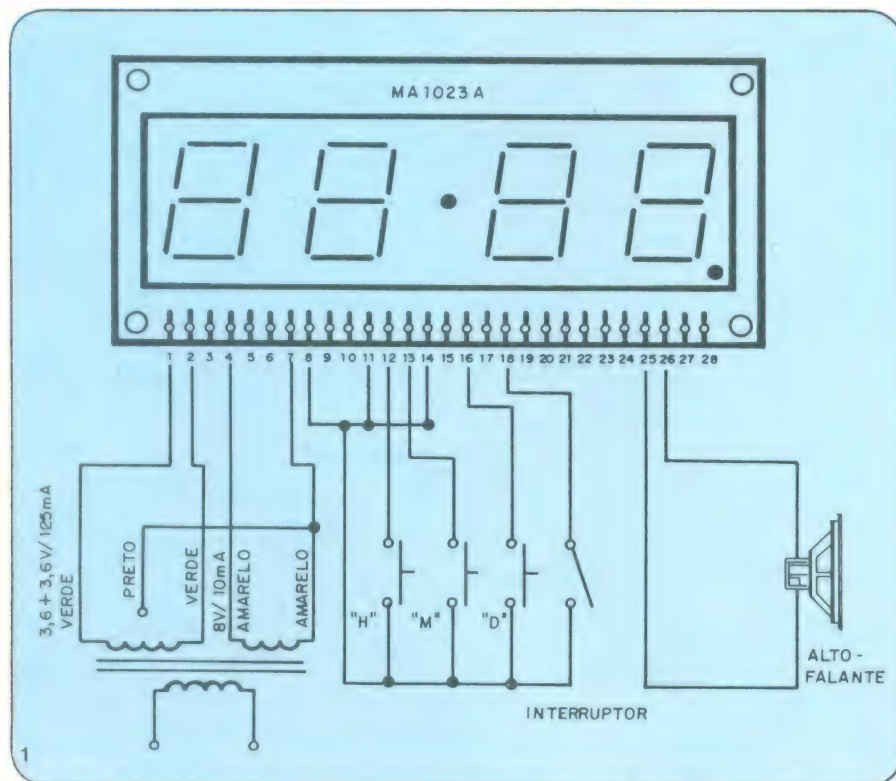 MA1023A
1 2 3 4 5 6 7 8 9 10 11 12 13 14 15 16 17 18 19 20 21 22 23 24 25 26 27 28
3,6 + 3,6V/125mA
VERDE
PRETO
VERDE
8V/10mA
AMARELO
AMARELO
"H"
"M"
"D"
INTERRUPTOR
ALTO-
FALANTE
1